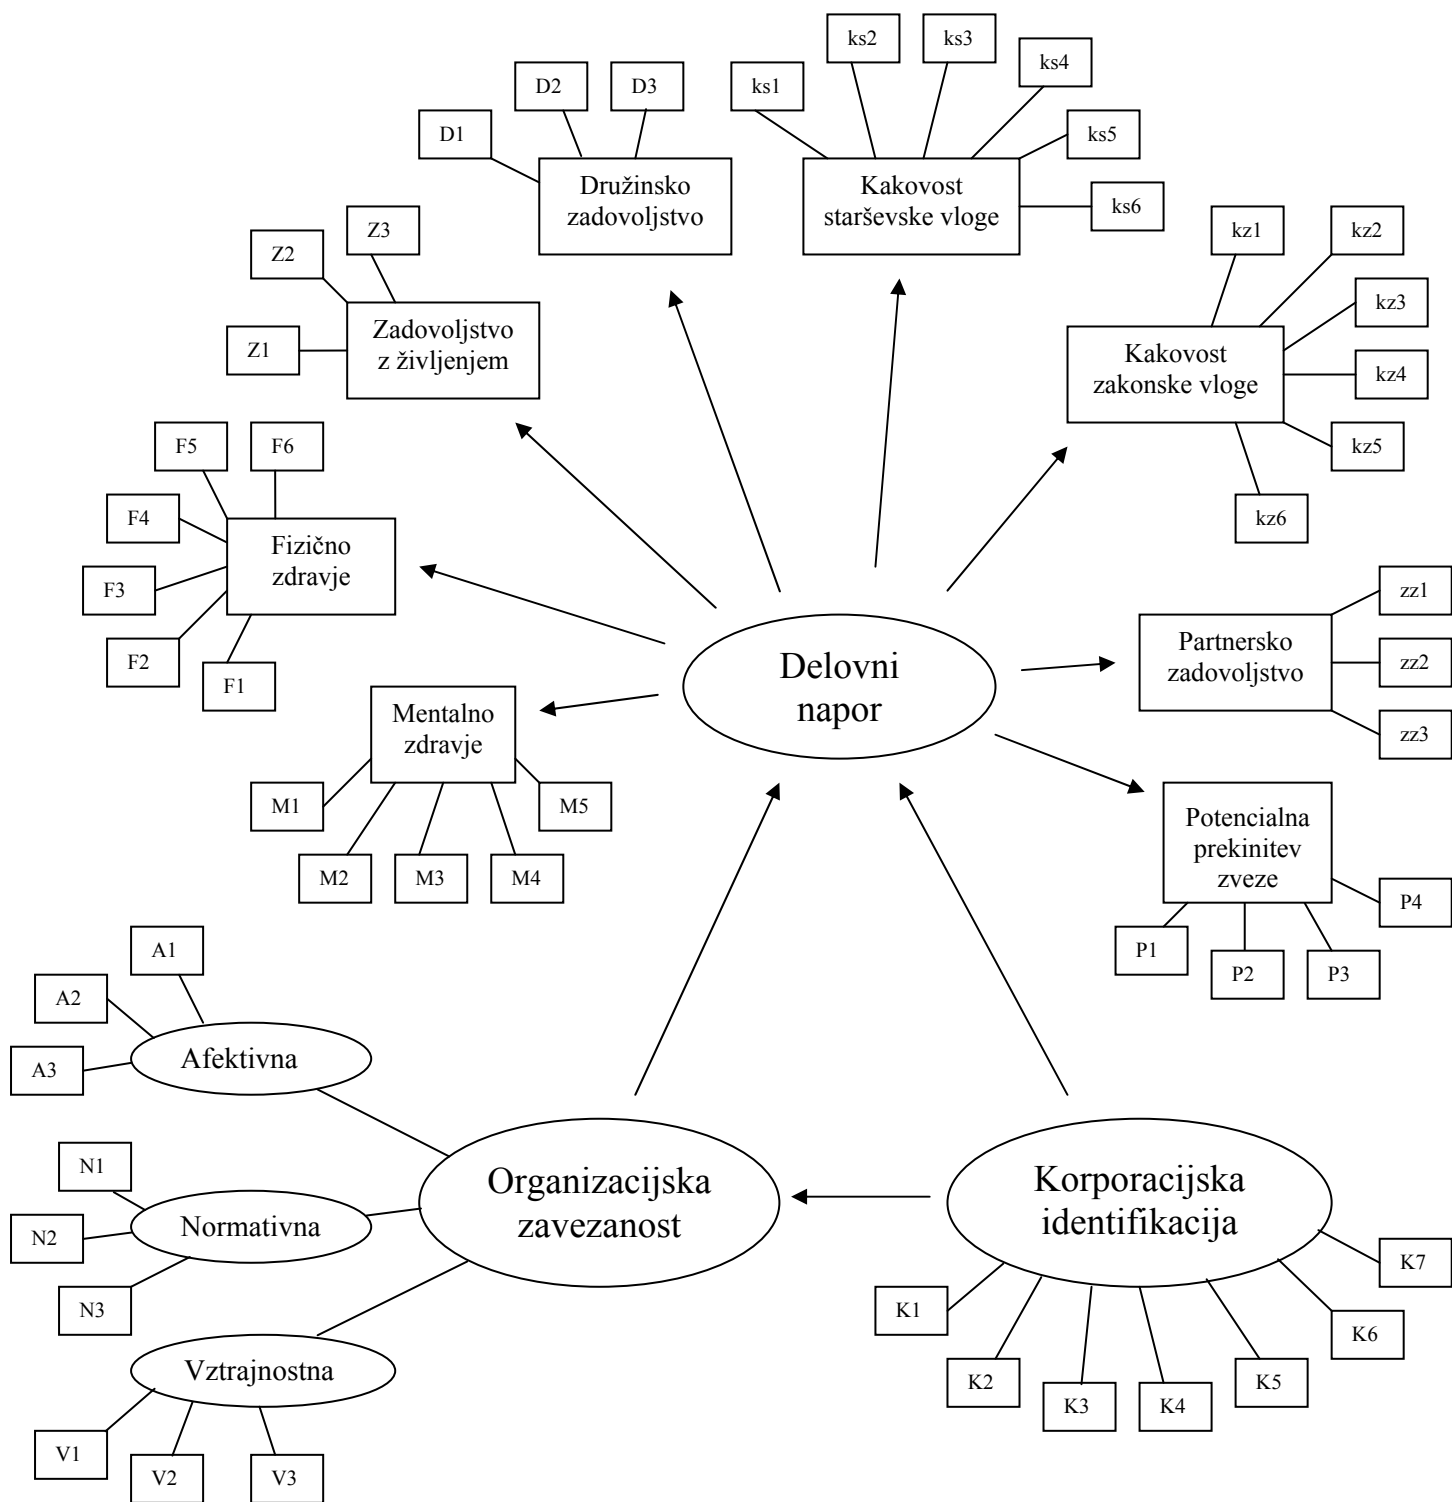 ks2
ks3
ks4
D2
D3
ks1
D1
ks5
Družinsko
zadovoljstvo
Kakovost
starševske vloge
ks6
Z3
Z2
kz1
kz2
kz3
Zadovoljstvo
z življenjem
Z1
Kakovost
zakonske vloge
kz4
F5
F6
kz5
F4
kz6
Fizično
zdravje
F3
zz1
F2
F1
Delovni
napor
Partnersko
zadovoljstvo
zz2
Mentalno
zdravje
zz3
M1
M5
Potencialna
prekinitev
zveze
M2
M3
M4
P4
A1
P1
P2
P3
A2
Afektivna
A3
N1
Organizacijska
zavezanost
Korporacijska
identifikacija
Normativna
N2
K7
N3
K1
K6
Vztrajnostna
K2
K3
K4
K5
V1
V2
V3